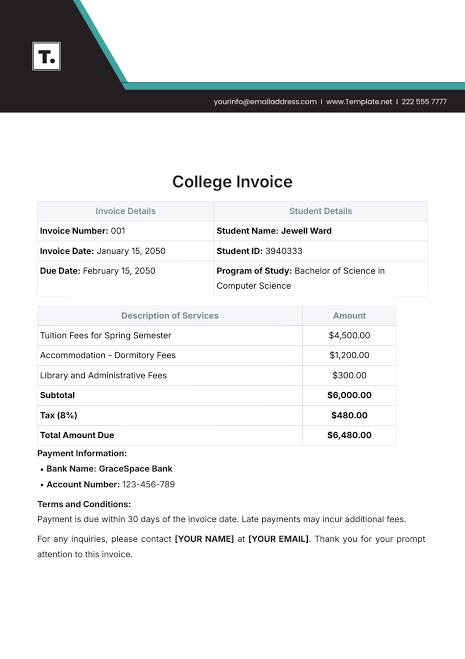 T.
yourinfo@emailaddress.com I www.Template.net I 222 555 7777
College Invoice
Invoice Details Student Details
Invoice Number: 001 Student Name: Jewell Ward
Invoice Date: January 15, 2050 Student ID: 3940333
Due Date: February 15, 2050 Program of Study: Bachelor of Science in
Computer Science
Description of Services Amount
Tuition Fees for Spring Semester $4,500.00
Accommodation - Dormitory Fees $1,200.00
Library and Administrative Fees $300.00
Subtotal $6,000.00
Tax (8%) $480.00
Total Amount Due $6,480.00
Payment Information:
• Bank Name: GraceSpace Bank
• Account Number: 123-456-789
Terms and Conditions:
Payment is due within 30 days of the invoice date. Late payments may incur additional fees.
For any inquiries, please contact [YOUR NAME] at [YOUR EMAIL]. Thank you for your prompt
attention to this invoice.